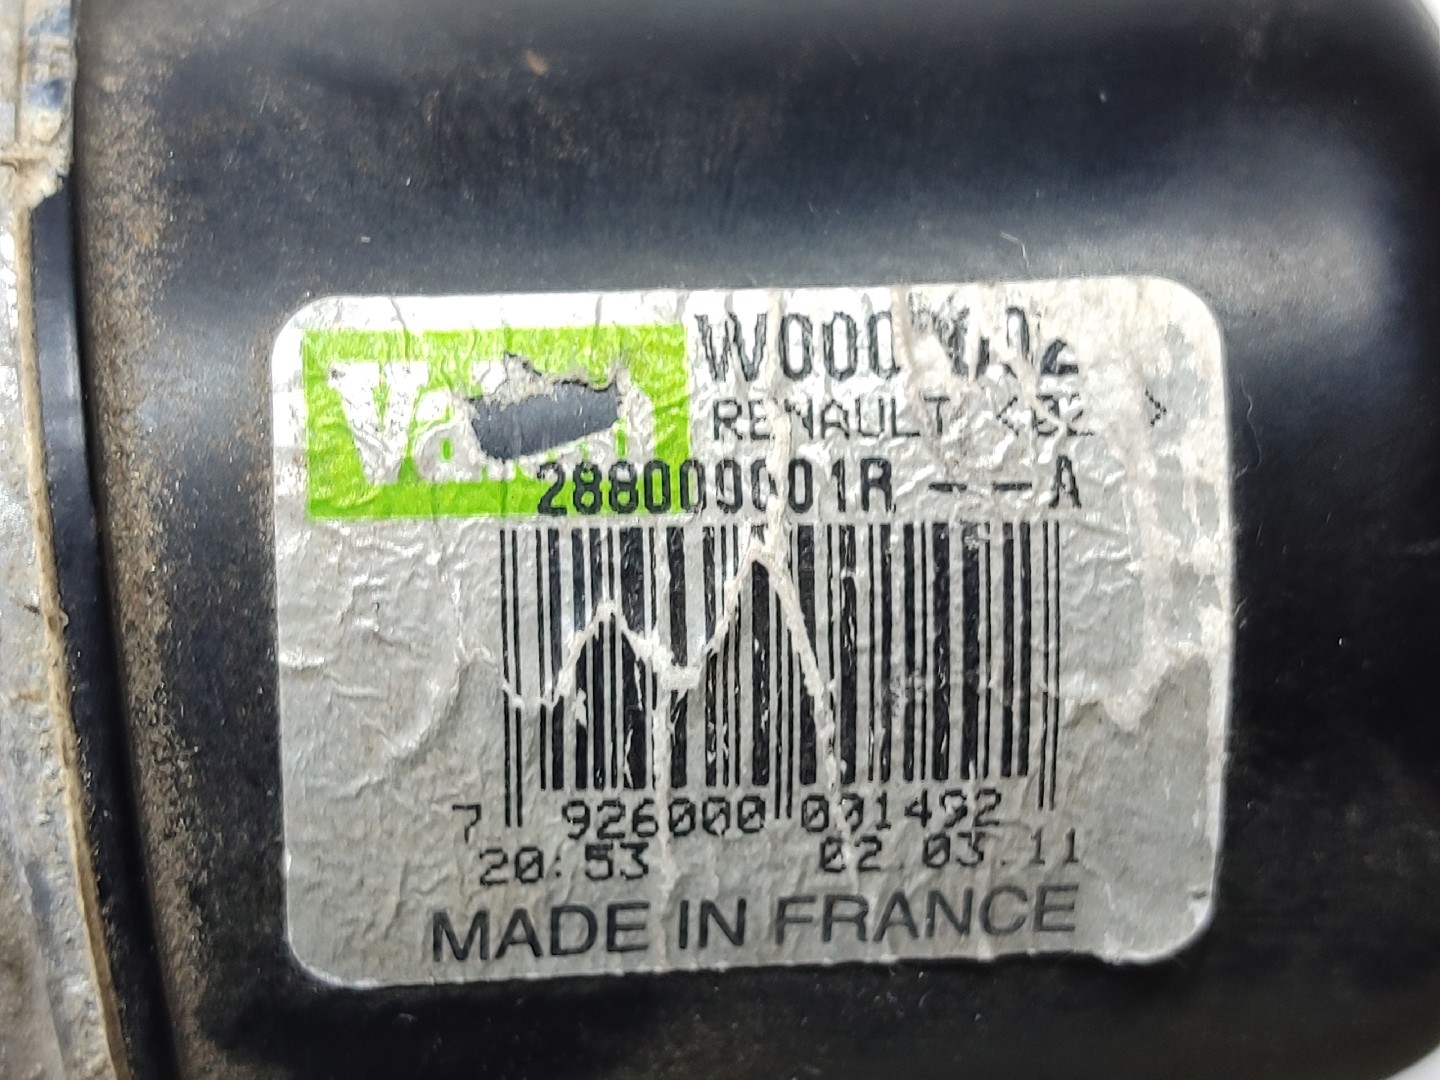 RENAULT
288009001R -- A
7 926000 001492
20:53 02.03.11
MADE IN FRANCE